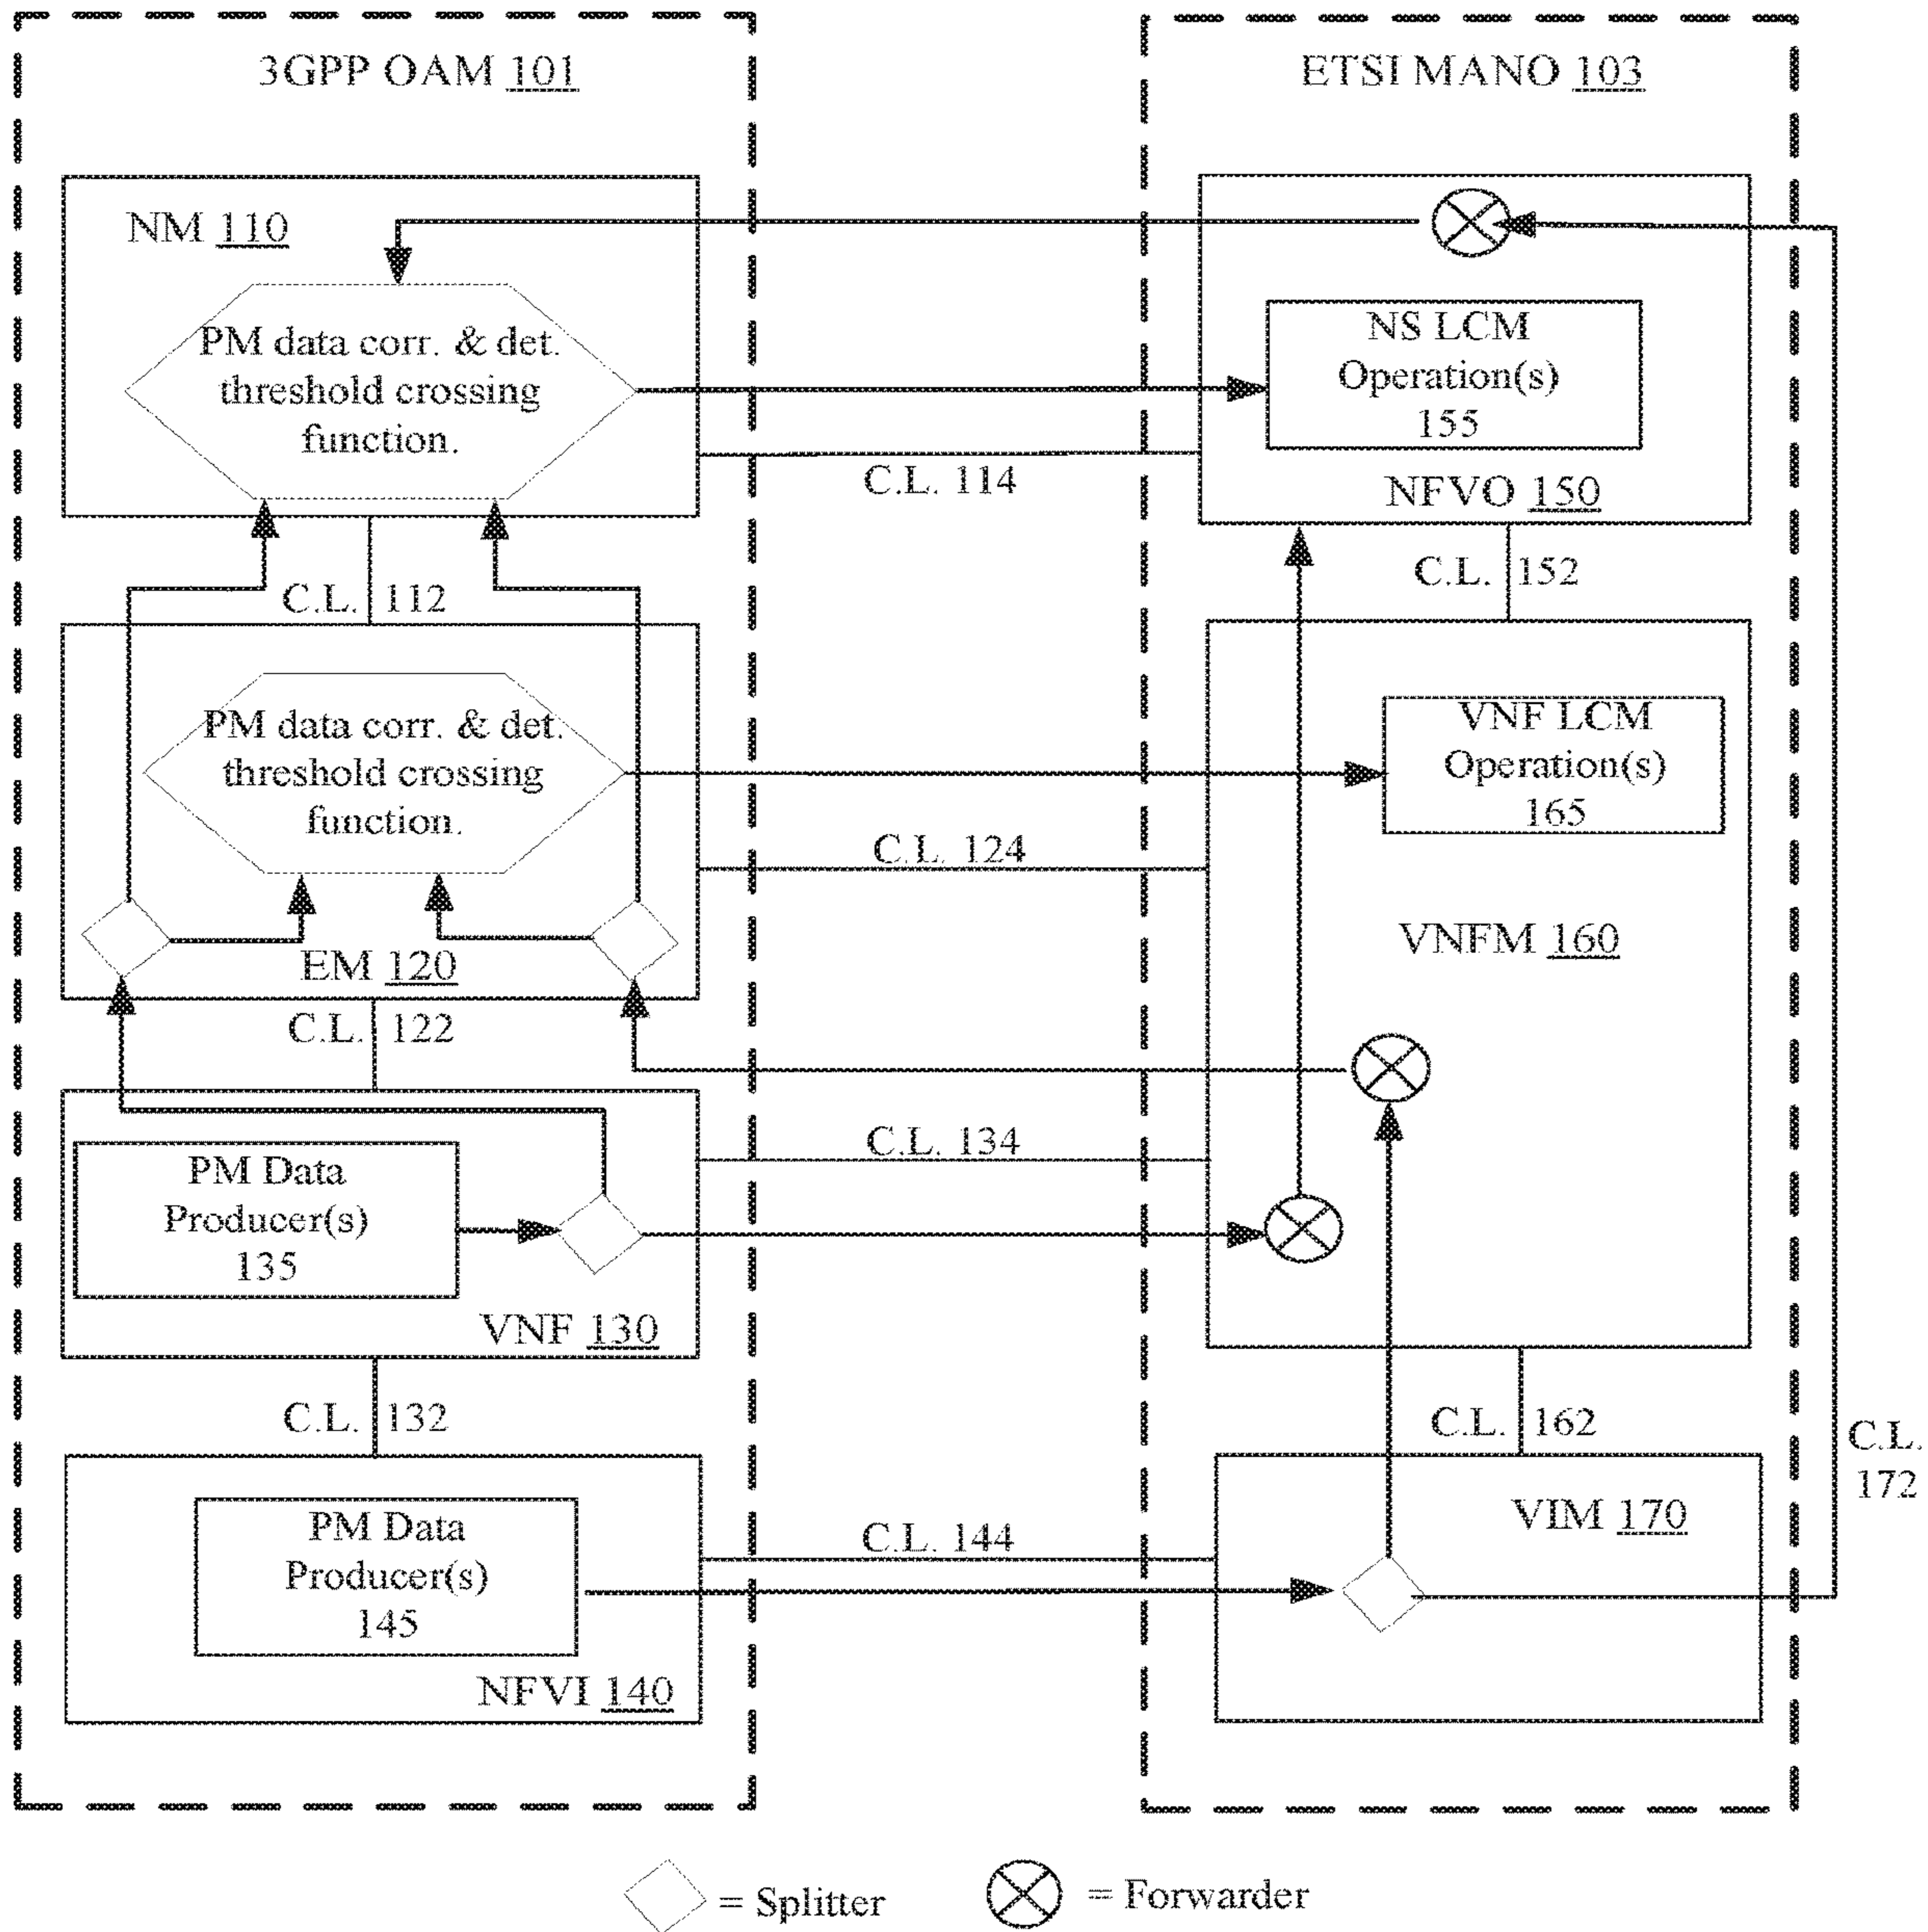 3GPP OAM 101
ETSI MANO 103
NM 110
PM data corr. & det.
threshold crossing
function.
NS LCM
Operation(s)
155
NFVO 150
C.L. 114
C.L. 112
C.L. 152
PM data corr. & det.
threshold crossing
function.
VNF LCM
Operation(s)
165
C.L. 124
EM 120
VNFM 160
C.L. 122
PM Data
Producer(s)
135
C.L. 134
VNF 130
C.L. 132
C.L. 162
C.L.
172
PM Data
Producer(s)
145
C.L. 144
VIM 170
NFVI 140
= Splitter
= Forwarder